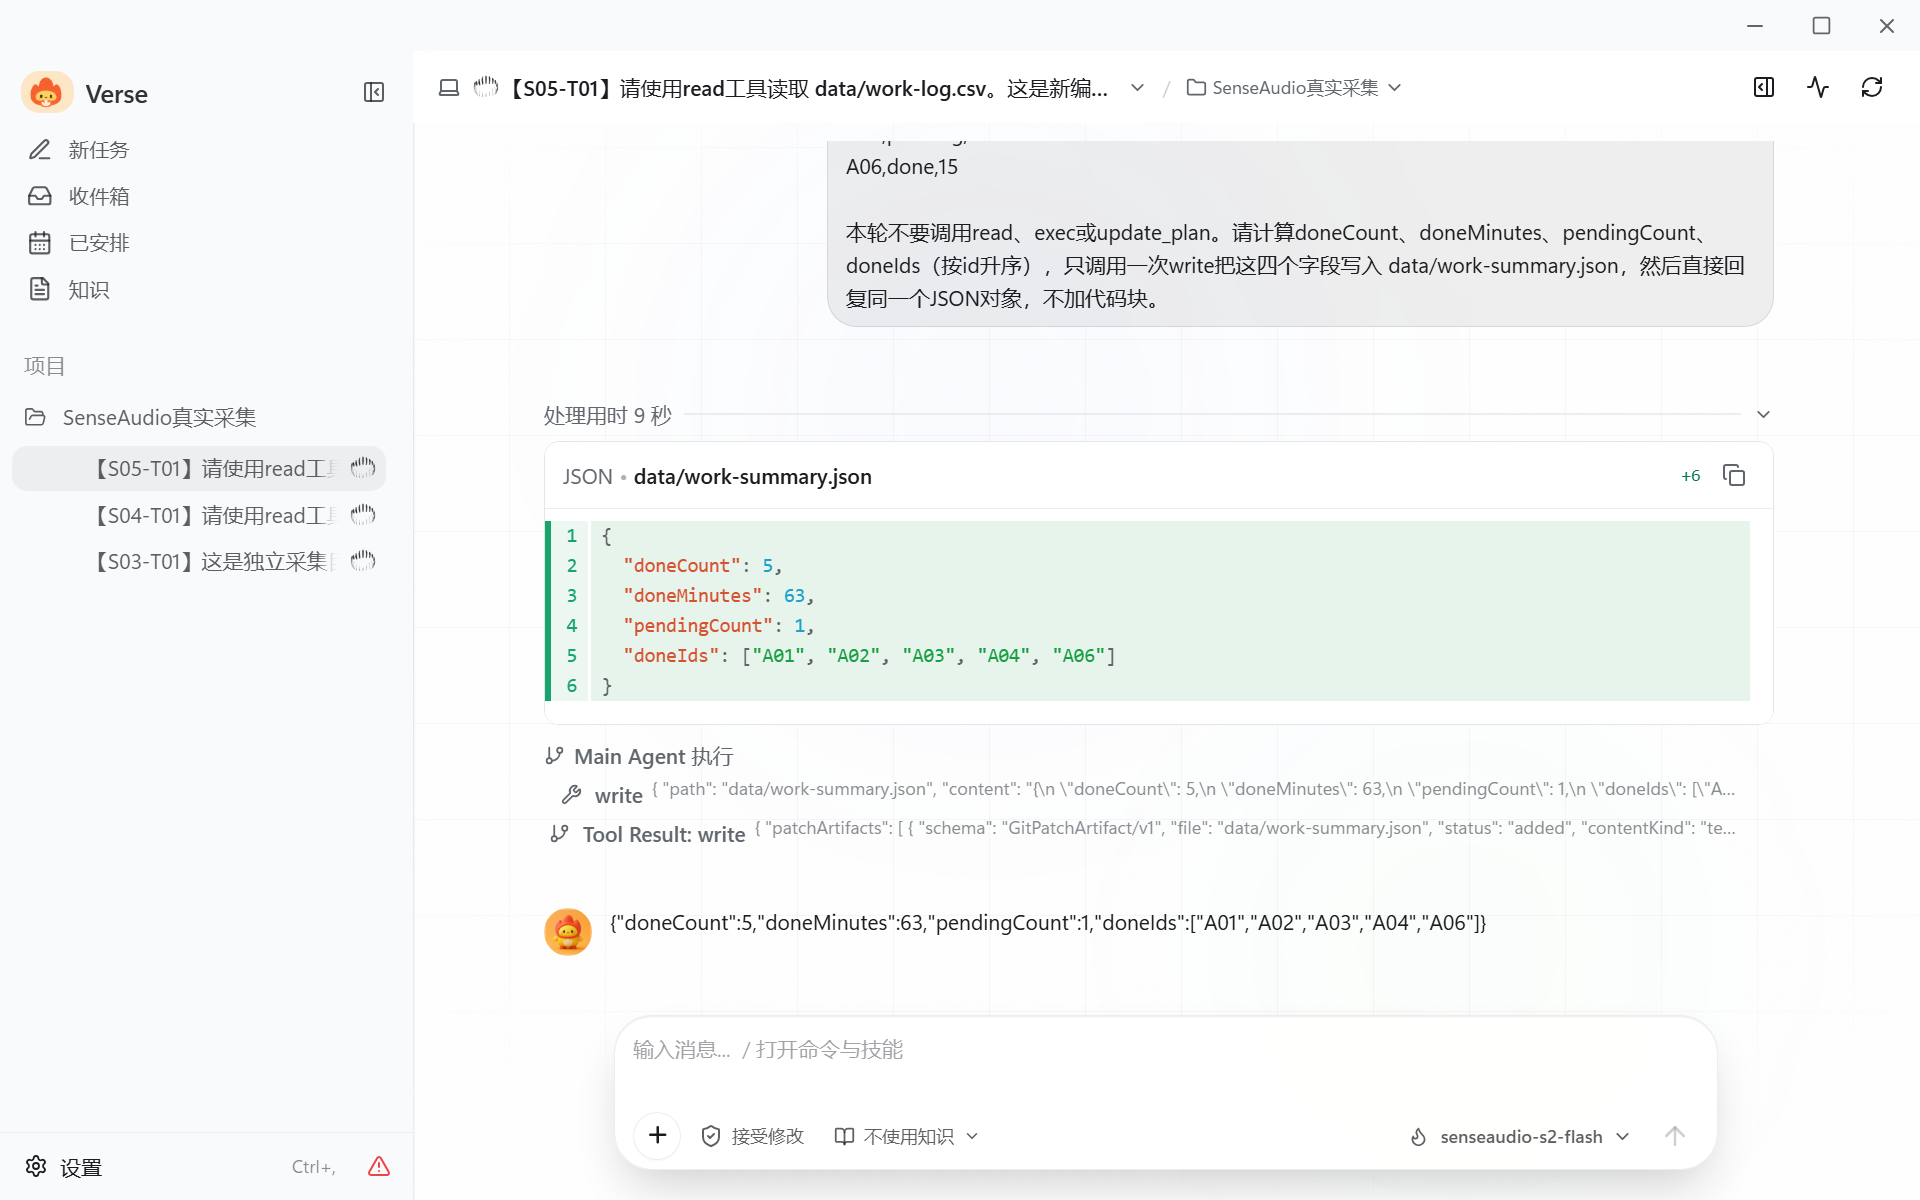 Verse
新任务
收件箱
已安排
知识
项目
SenseAudio真实采集
【S05-T01】请使用read工具
【S04-T01】请使用read工具
【S03-T01】这是独立采集目
设置
Ctrl+,
【S05-T01】请使用read工具读取 data/work-log.csv。这是新编...
/
SenseAudio真实采集
A06,done,15
本轮不要调用read、exec或update_plan。请计算doneCount、doneMinutes、pendingCount、
doneIds（按id升序），只调用一次write把这四个字段写入 data/work-summary.json，然后直接回
复同一个JSON对象，不加代码块。
处理用时 9 秒
JSON • data/work-summary.json
+6
1 {
2 "doneCount": 5,
3 "doneMinutes": 63,
4 "pendingCount": 1,
5 "doneIds": ["A01", "A02", "A03", "A04", "A06"]
6 }
Main Agent 执行
write { "path": "data/work-summary.json", "content": "{\n \"doneCount\": 5,\n \"doneMinutes\": 63,\n \"pendingCount\": 1,\n \"doneIds\": [\"A...
Tool Result: write { "patchArtifacts": [ { "schema": "GitPatchArtifact/v1", "file": "data/work-summary.json", "status": "added", "contentKind": "te...
{"doneCount":5,"doneMinutes":63,"pendingCount":1,"doneIds":["A01","A02","A03","A04","A06"]}
输入消息... / 打开命令与技能
接受修改
不使用知识
senseaudio-s2-flash